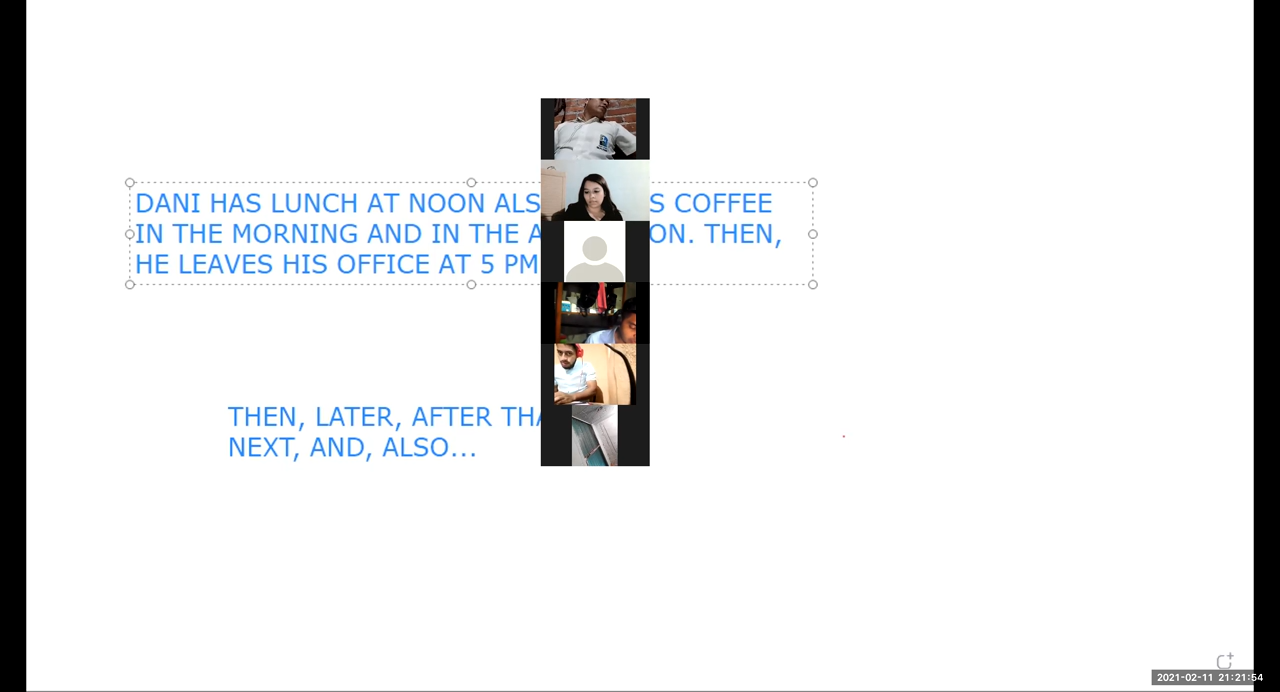 DANI HAS LUNCH AT NOON ALS S COFFEE
IN THE MORNING AND IN THE A ON. THEN,
HE LEAVES HIS OFFICE AT 5 PM
THEN, LATER, AFTER THA
NEXT, AND, ALSO...
2021-02-11 21:21:54